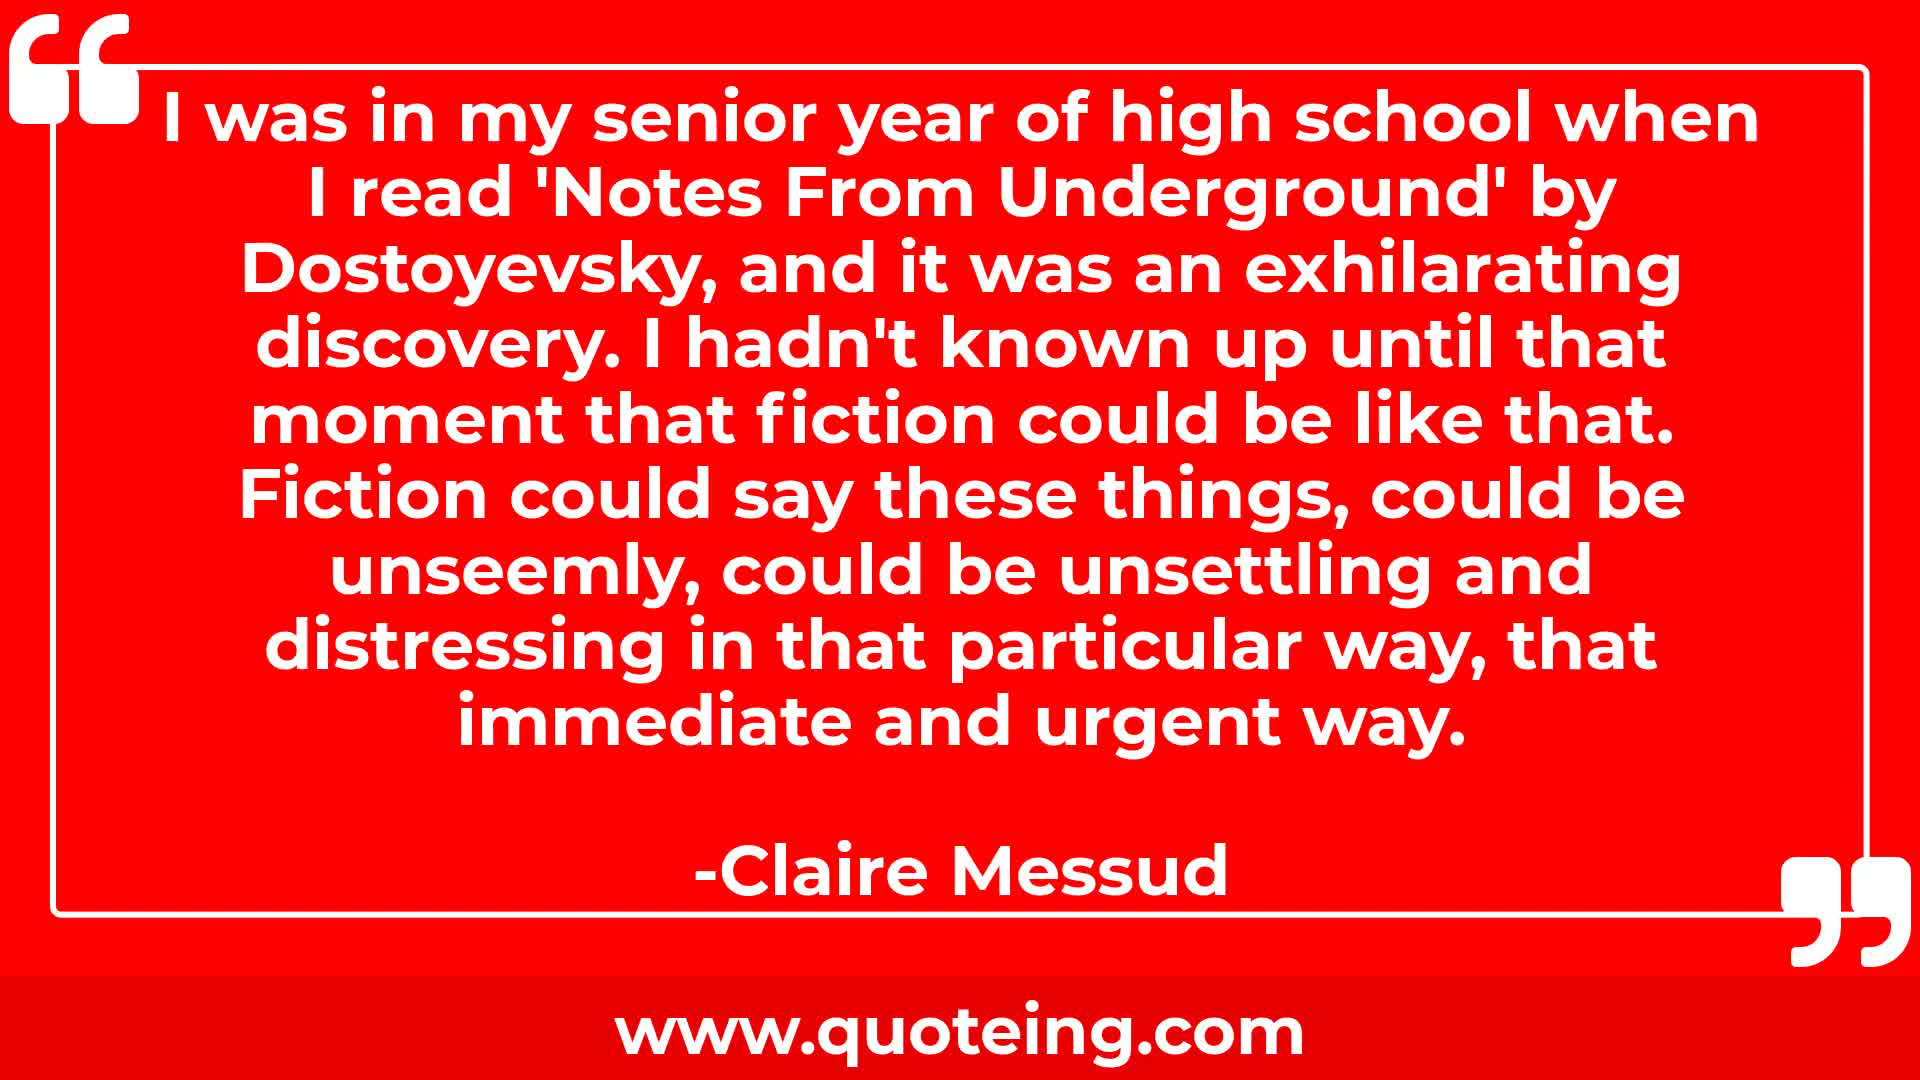 I was in my senior year of high school when
I read 'Notes From Underground' by
Dostoyevsky, and it was an exhilarating
discovery. I hadn't known up until that
moment that fiction could be like that.
Fiction could say these things, could be
unseemly, could be unsettling and
distressing in that particular way, that
immediate and urgent way.
-Claire Messud
www.quoteing.com